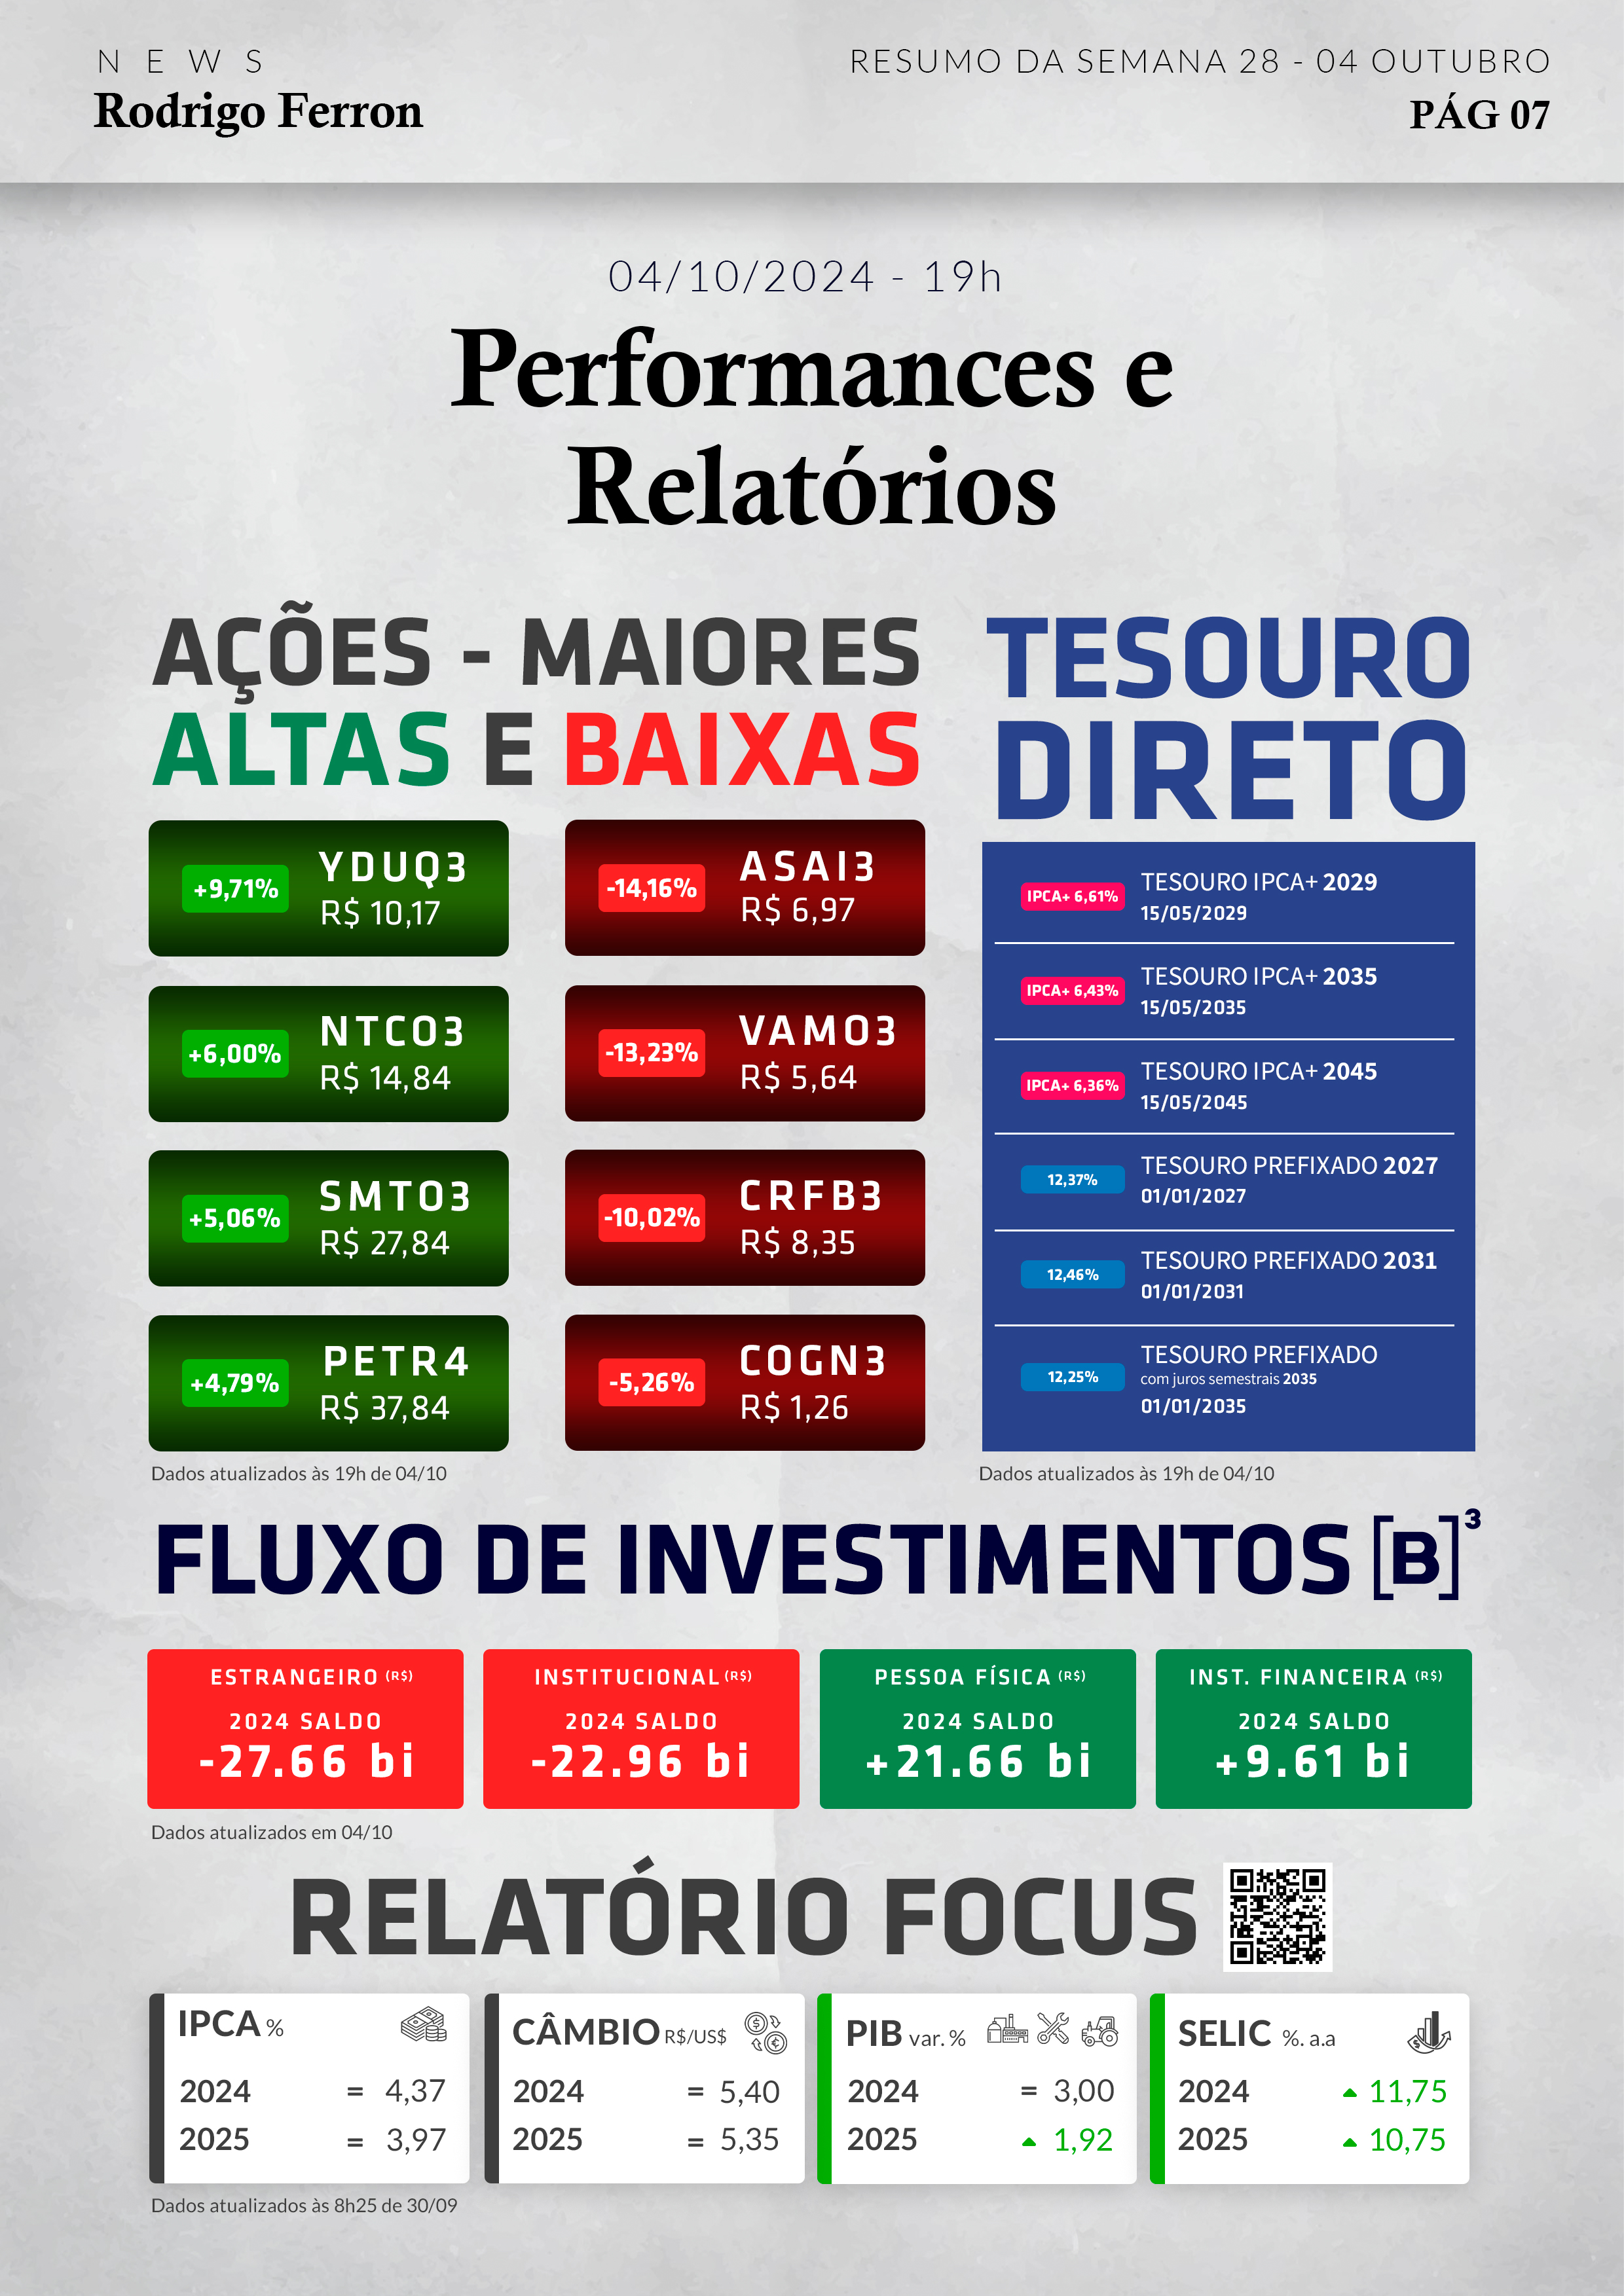 NEWS
Rodrigo Ferron
RESUMO DA SEMANA 28 - 04 OUTUBRO
PÁG 07
04/10/2024 - 19h
Performances e
Relatórios
AÇÕES - MAIORES
ALTAS E BAIXAS
+9,71%
YDUQ3
R$ 10,17
+6,00%
NTCO3
R$ 14,84
+5,06%
SMTO3
R$ 27,84
+4,79%
PETR4
R$ 37,84
-14,16%
ASAI3
R$ 6,97
-13,23%
VAMO3
R$ 5,64
-10,02%
CRFB3
R$ 8,35
-5,26%
COGN3
R$ 1,26
Dados atualizados às 19h de 04/10
TESOURO
DIRETO
IPCA+ 6,61%
TESOURO IPCA+ 2029
15/05/2029
IPCA+ 6,43%
TESOURO IPCA+ 2035
15/05/2035
IPCA+ 6,36%
TESOURO IPCA+ 2045
15/05/2045
12,37%
TESOURO PREFIXADO 2027
01/01/2027
12,46%
TESOURO PREFIXADO 2031
01/01/2031
12,25%
TESOURO PREFIXADO
com juros semestrais 2035
01/01/2035
Dados atualizados às 19h de 04/10
FLUXO DE INVESTIMENTOS [B]³
ESTRANGEIRO (R$)
2024 SALDO
-27.66 bi
INSTITUCIONAL (R$)
2024 SALDO
-22.96 bi
PESSOA FÍSICA (R$)
2024 SALDO
+21.66 bi
INST. FINANCEIRA (R$)
2024 SALDO
+9.61 bi
Dados atualizados em 04/10
RELATÓRIO FOCUS
IPCA %
2024 = 4,37
2025 = 3,97
CÂMBIO R$/US$
2024 = 5,40
2025 = 5,35
PIB var. %
2024 = 3,00
2025 ▲ 1,92
SELIC %. a.a
2024 ▲ 11,75
2025 ▲ 10,75
Dados atualizados às 8h25 de 30/09